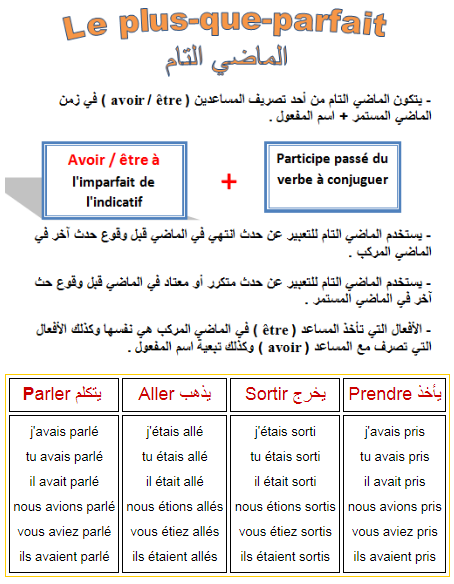 Le plus-que-parfait
الماضي التام
- يتكون الماضي التام من أحد تصريف المساعدين ( avoir / être ) في زمن
الماضي المستمر + اسم المفعول .
Avoir / être à
l'imparfait de
l'indicatif
+
Participe passé du
verbe à conjuguer
- يستخدم الماضي التام للتعبير عن حدث انتهي في الماضي قبل وقوع حدث آخر في
الماضي المركب .
- يستخدم الماضي التام للتعبير عن حدث متكرر أو معتاد في الماضي قبل وقوع حث
آخر في الماضي المستمر .
- الأفعال التي تأخذ المساعد ( être ) في الماضي المركب هي نفسها وكذلك الأفعال
التي تصرف مع المساعد ( avoir ) وكذلك تبعية اسم المفعول .
Parler يتكلم
j'avais parlé
tu avais parlé
il avait parlé
nous avions parlé
vous aviez parlé
ils avaient parlé
Aller يذهب
j'étais allé
tu étais allé
il était allé
nous étions allés
vous étiez allés
ils étaient allés
Sortir يخرج
j'étais sorti
tu étais sorti
il était sorti
nous étions sortis
vous étiez sortis
ils étaient sortis
Prendre يأخذ
j'avais pris
tu avais pris
il avait pris
nous avions pris
vous aviez pris
ils avaient pris